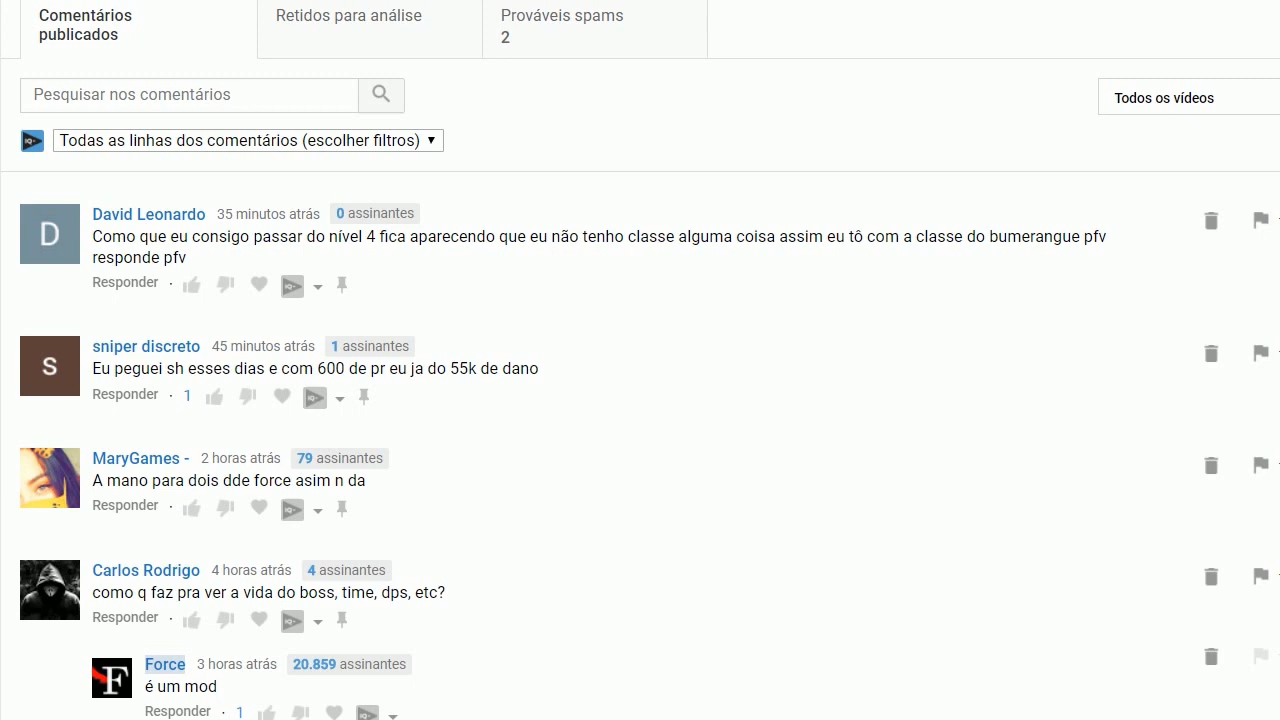 Comentários
publicados
Retidos para análise
Prováveis spams
2
Pesquisar nos comentários
Todos os vídeos
Todas as linhas dos comentários (escolher filtros) ▼
D
David Leonardo 35 minutos atrás 0 assinantes
Como que eu consigo passar do nível 4 fica aparecendo que eu não tenho classe alguma coisa assim eu tô com a classe do bumerangue pfv
responde pfv
Responder ·
s
sniper discreto 45 minutos atrás 1 assinantes
Eu peguei sh esses dias e com 600 de pr eu ja do 55k de dano
Responder · 1
MaryGames - 2 horas atrás 79 assinantes
A mano para dois dde force asim n da
Responder ·
Carlos Rodrigo 4 horas atrás 4 assinantes
como q faz pra ver a vida do boss, time, dps, etc?
Responder ·
F
Force 3 horas atrás 20.859 assinantes
é um mod
Responder · 1